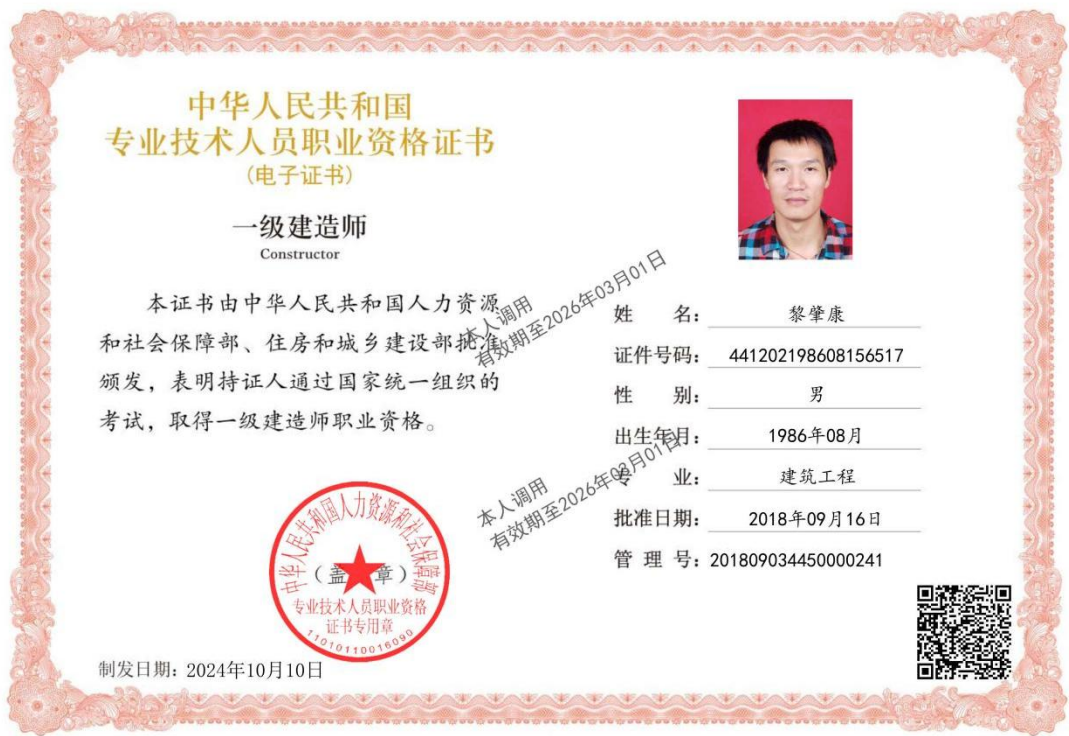 中华人民共和国
专业技术人员职业资格证书
(电子证书)
一级建造师
Constructor
本证书由中华人民共和国人力资源
和社会保障部、住房和城乡建设部批准
颁发，表明持证人通过国家统一组织的
考试，取得一级建造师职业资格。
本人调用
有效期至2026年03月01日
姓 名： 黎肇康
证件号码： 441202198608156517
性 别： 男
出生年月： 1986年08月
专 业： 建筑工程
批准日期： 2018年09月16日
管 理 号： 201809034450000241
本人调用
有效期至2026年03月01日
中华人民共和国人力资源和社会保障部
（盖 章）
专业技术人员职业资格
证书专用章
11010110016090
制发日期：2024年10月10日